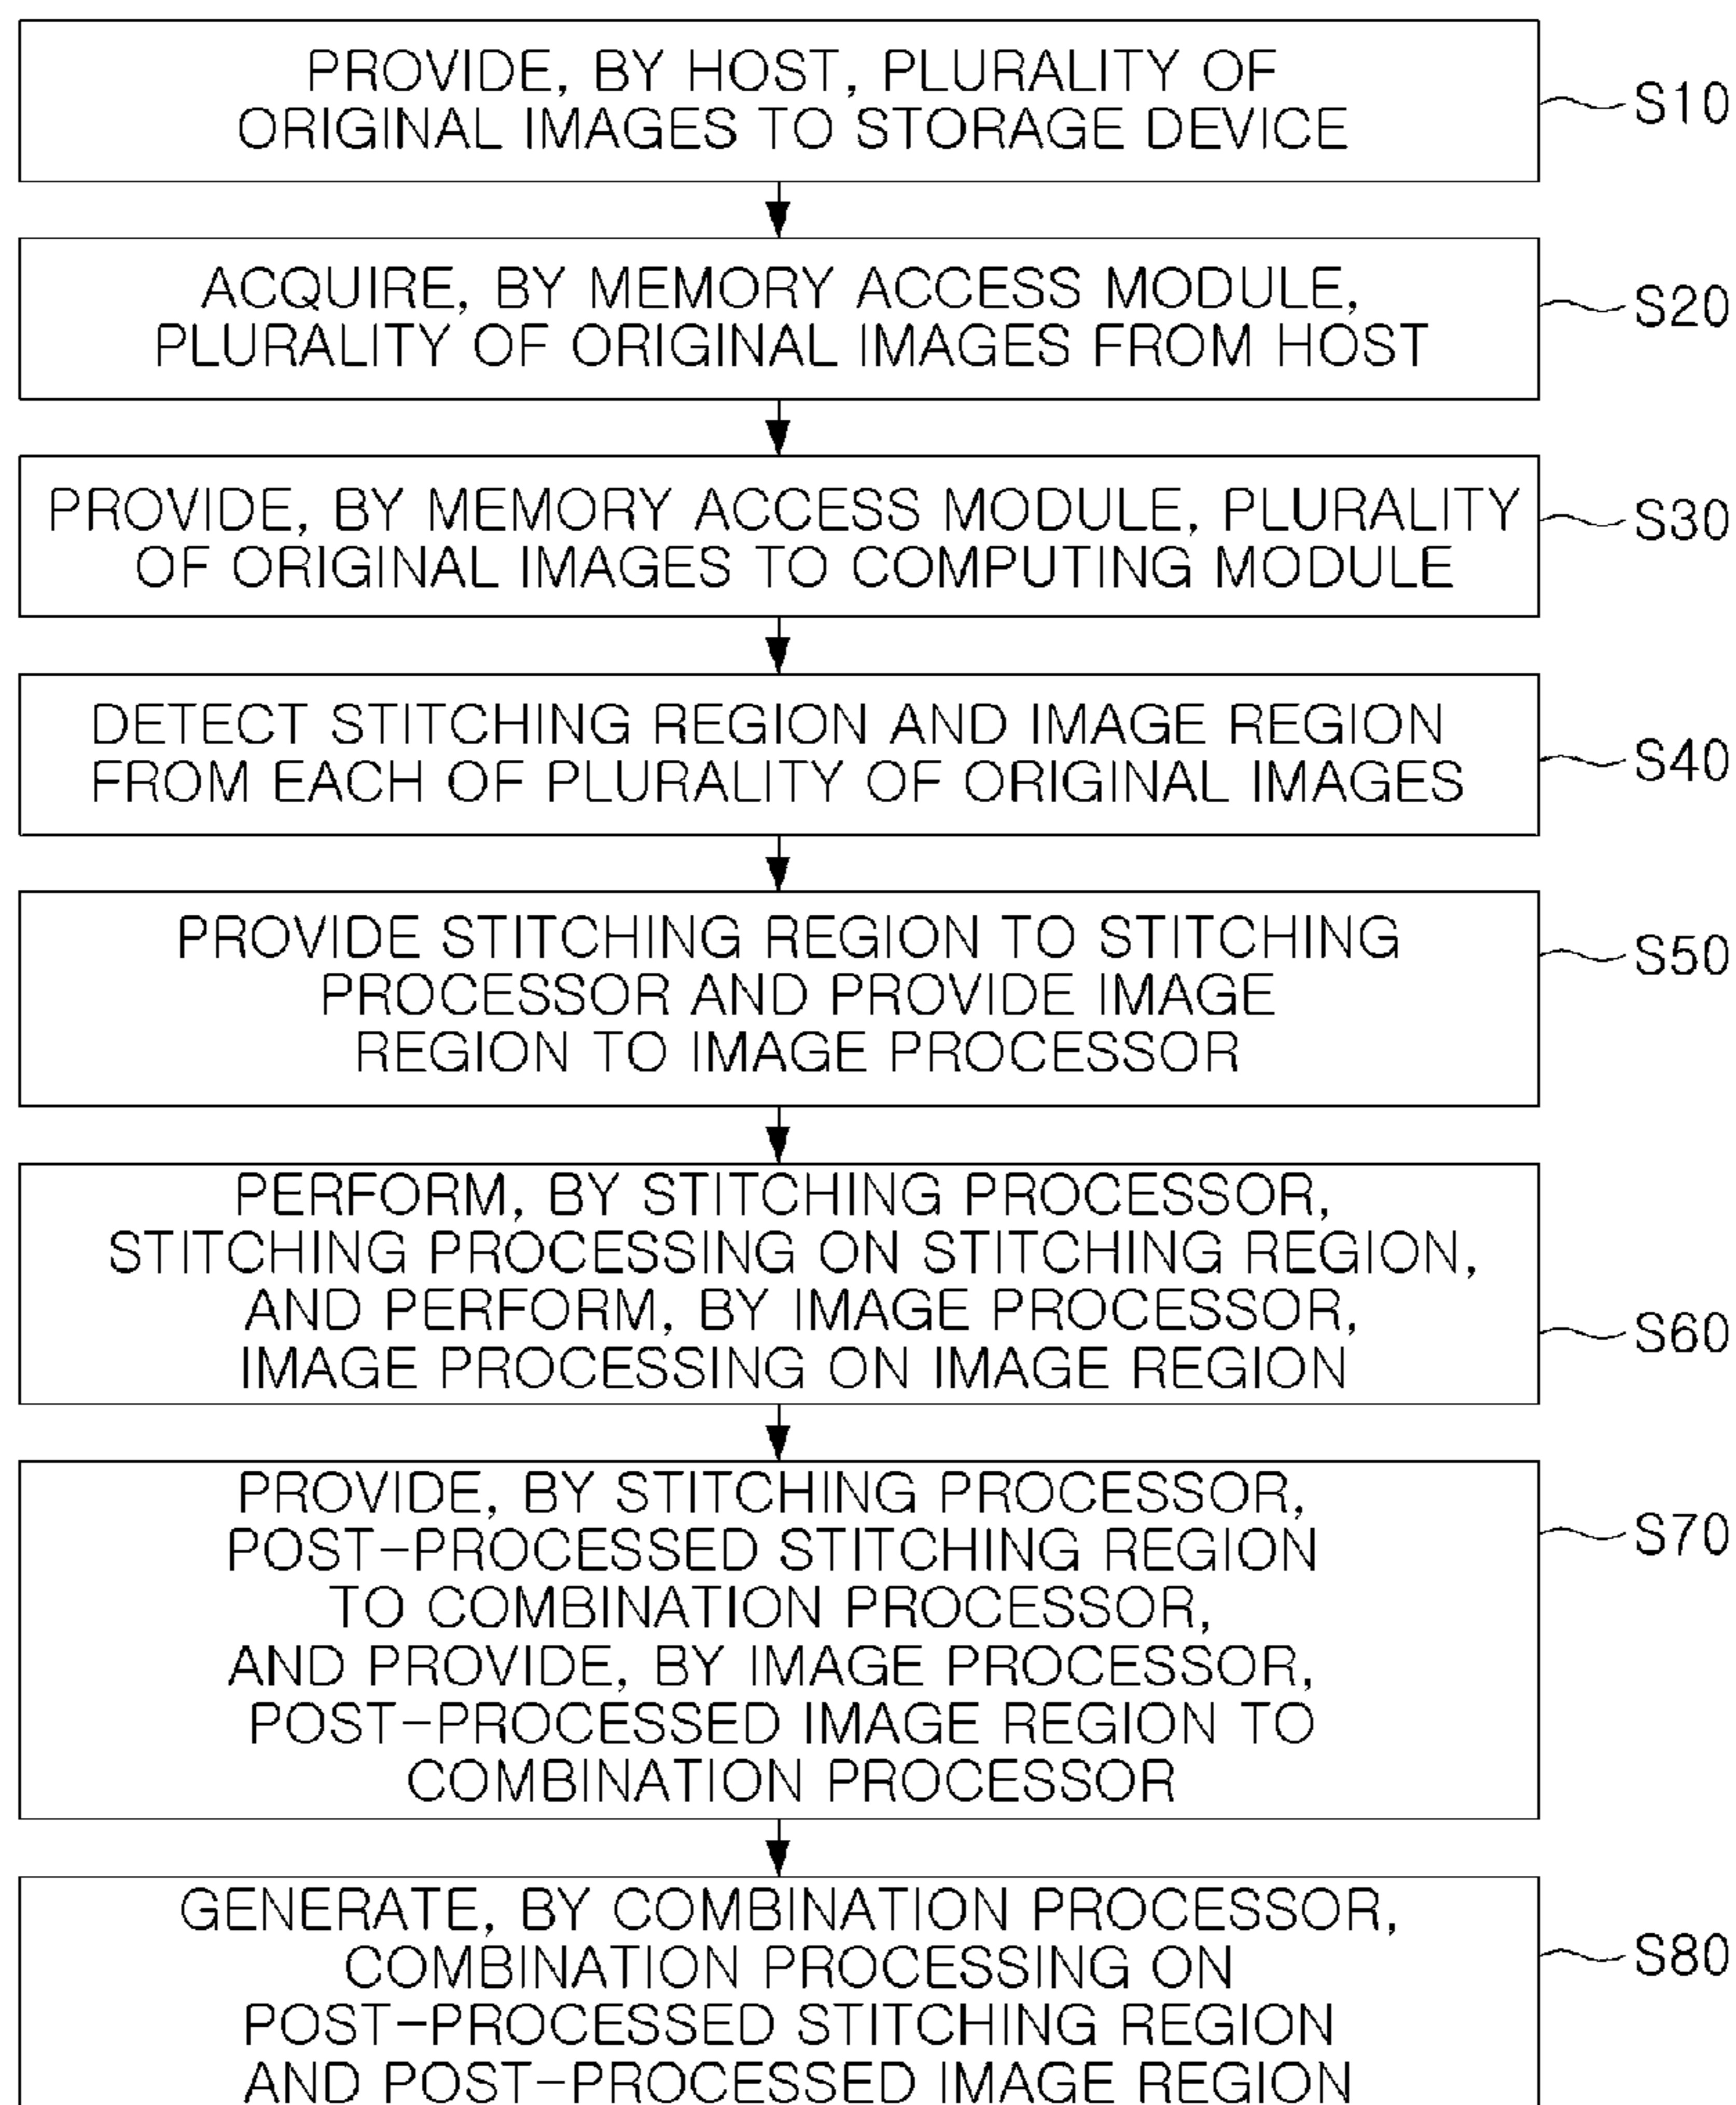 PROVIDE, BY HOST, PLURALITY OF
ORIGINAL IMAGES TO STORAGE DEVICE
S10
ACQUIRE, BY MEMORY ACCESS MODULE,
PLURALITY OF ORIGINAL IMAGES FROM HOST
S20
PROVIDE, BY MEMORY ACCESS MODULE, PLURALITY
OF ORIGINAL IMAGES TO COMPUTING MODULE
S30
DETECT STITCHING REGION AND IMAGE REGION
FROM EACH OF PLURALITY OF ORIGINAL IMAGES
S40
PROVIDE STITCHING REGION TO STITCHING
PROCESSOR AND PROVIDE IMAGE
REGION TO IMAGE PROCESSOR
S50
PERFORM, BY STITCHING PROCESSOR,
STITCHING PROCESSING ON STITCHING REGION,
AND PERFORM, BY IMAGE PROCESSOR,
IMAGE PROCESSING ON IMAGE REGION
S60
PROVIDE, BY STITCHING PROCESSOR,
POST-PROCESSED STITCHING REGION
TO COMBINATION PROCESSOR,
AND PROVIDE, BY IMAGE PROCESSOR,
POST-PROCESSED IMAGE REGION TO
COMBINATION PROCESSOR
S70
GENERATE, BY COMBINATION PROCESSOR,
COMBINATION PROCESSING ON
POST-PROCESSED STITCHING REGION
AND POST-PROCESSED IMAGE REGION
S80